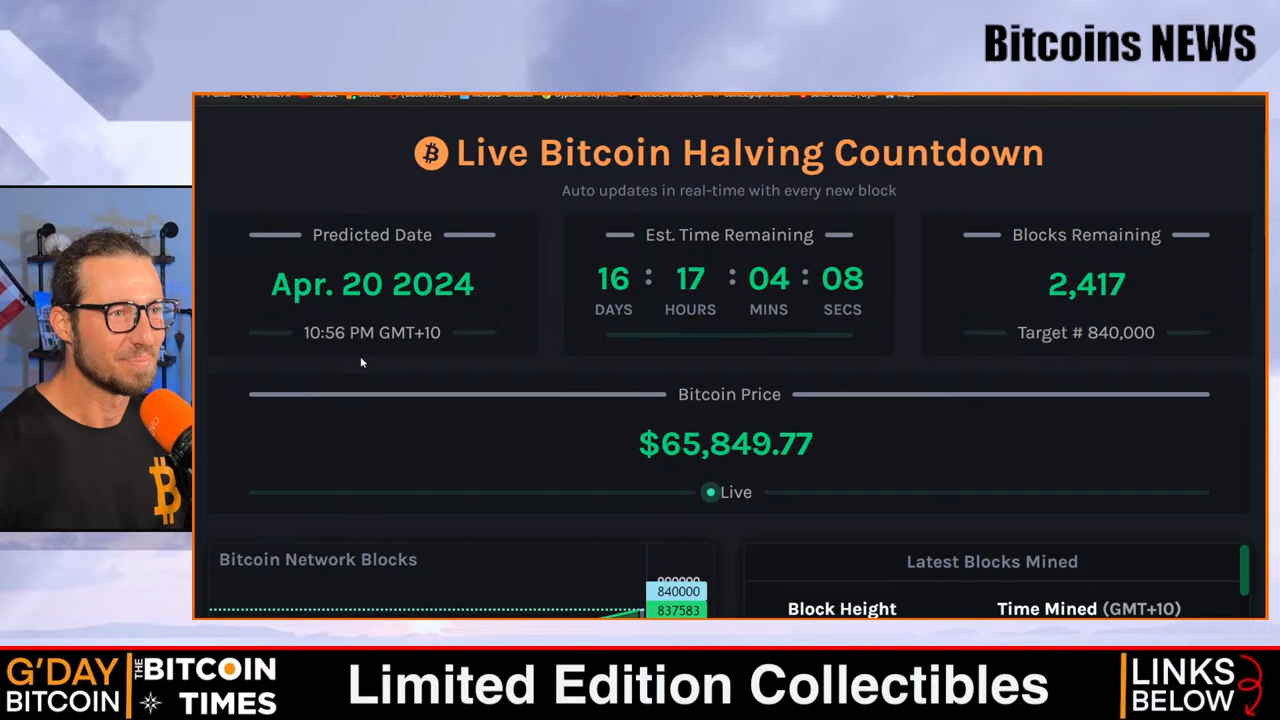 Bitcoins NEWS
Live Bitcoin Halving Countdown
Auto updates in real-time with every new block
Predicted Date
Apr. 20 2024
10:56 PM GMT+10
Est. Time Remaining
16 : 17 : 04 : 08
DAYS HOURS MINS SECS
Blocks Remaining
2,417
Target # 840,000
Bitcoin Price
$65,849.77
Live
Bitcoin Network Blocks
840000
837583
Latest Blocks Mined
Block Height Time Mined (GMT+10)
G'DAY
BITCOIN
THE BITCOIN
TIMES
Limited Edition Collectibles
LINKS
BELOW